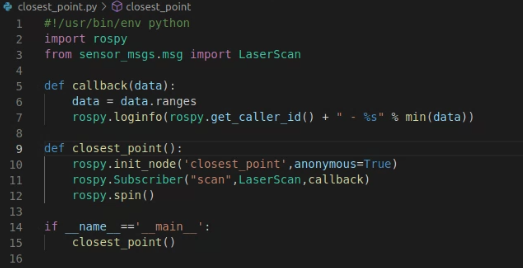 closest_point.py > closest_point
1 #!/usr/bin/env python
2 import rospy
3 from sensor_msgs.msg import LaserScan
4
5 def callback(data):
6     data = data.ranges
7     rospy.loginfo(rospy.get_caller_id() + " - %s" % min(data))
8
9 def closest_point():
10     rospy.init_node('closest_point',anonymous=True)
11     rospy.Subscriber("scan",LaserScan,callback)
12     rospy.spin()
13
14 if __name__=='__main__':
15     closest_point()
16